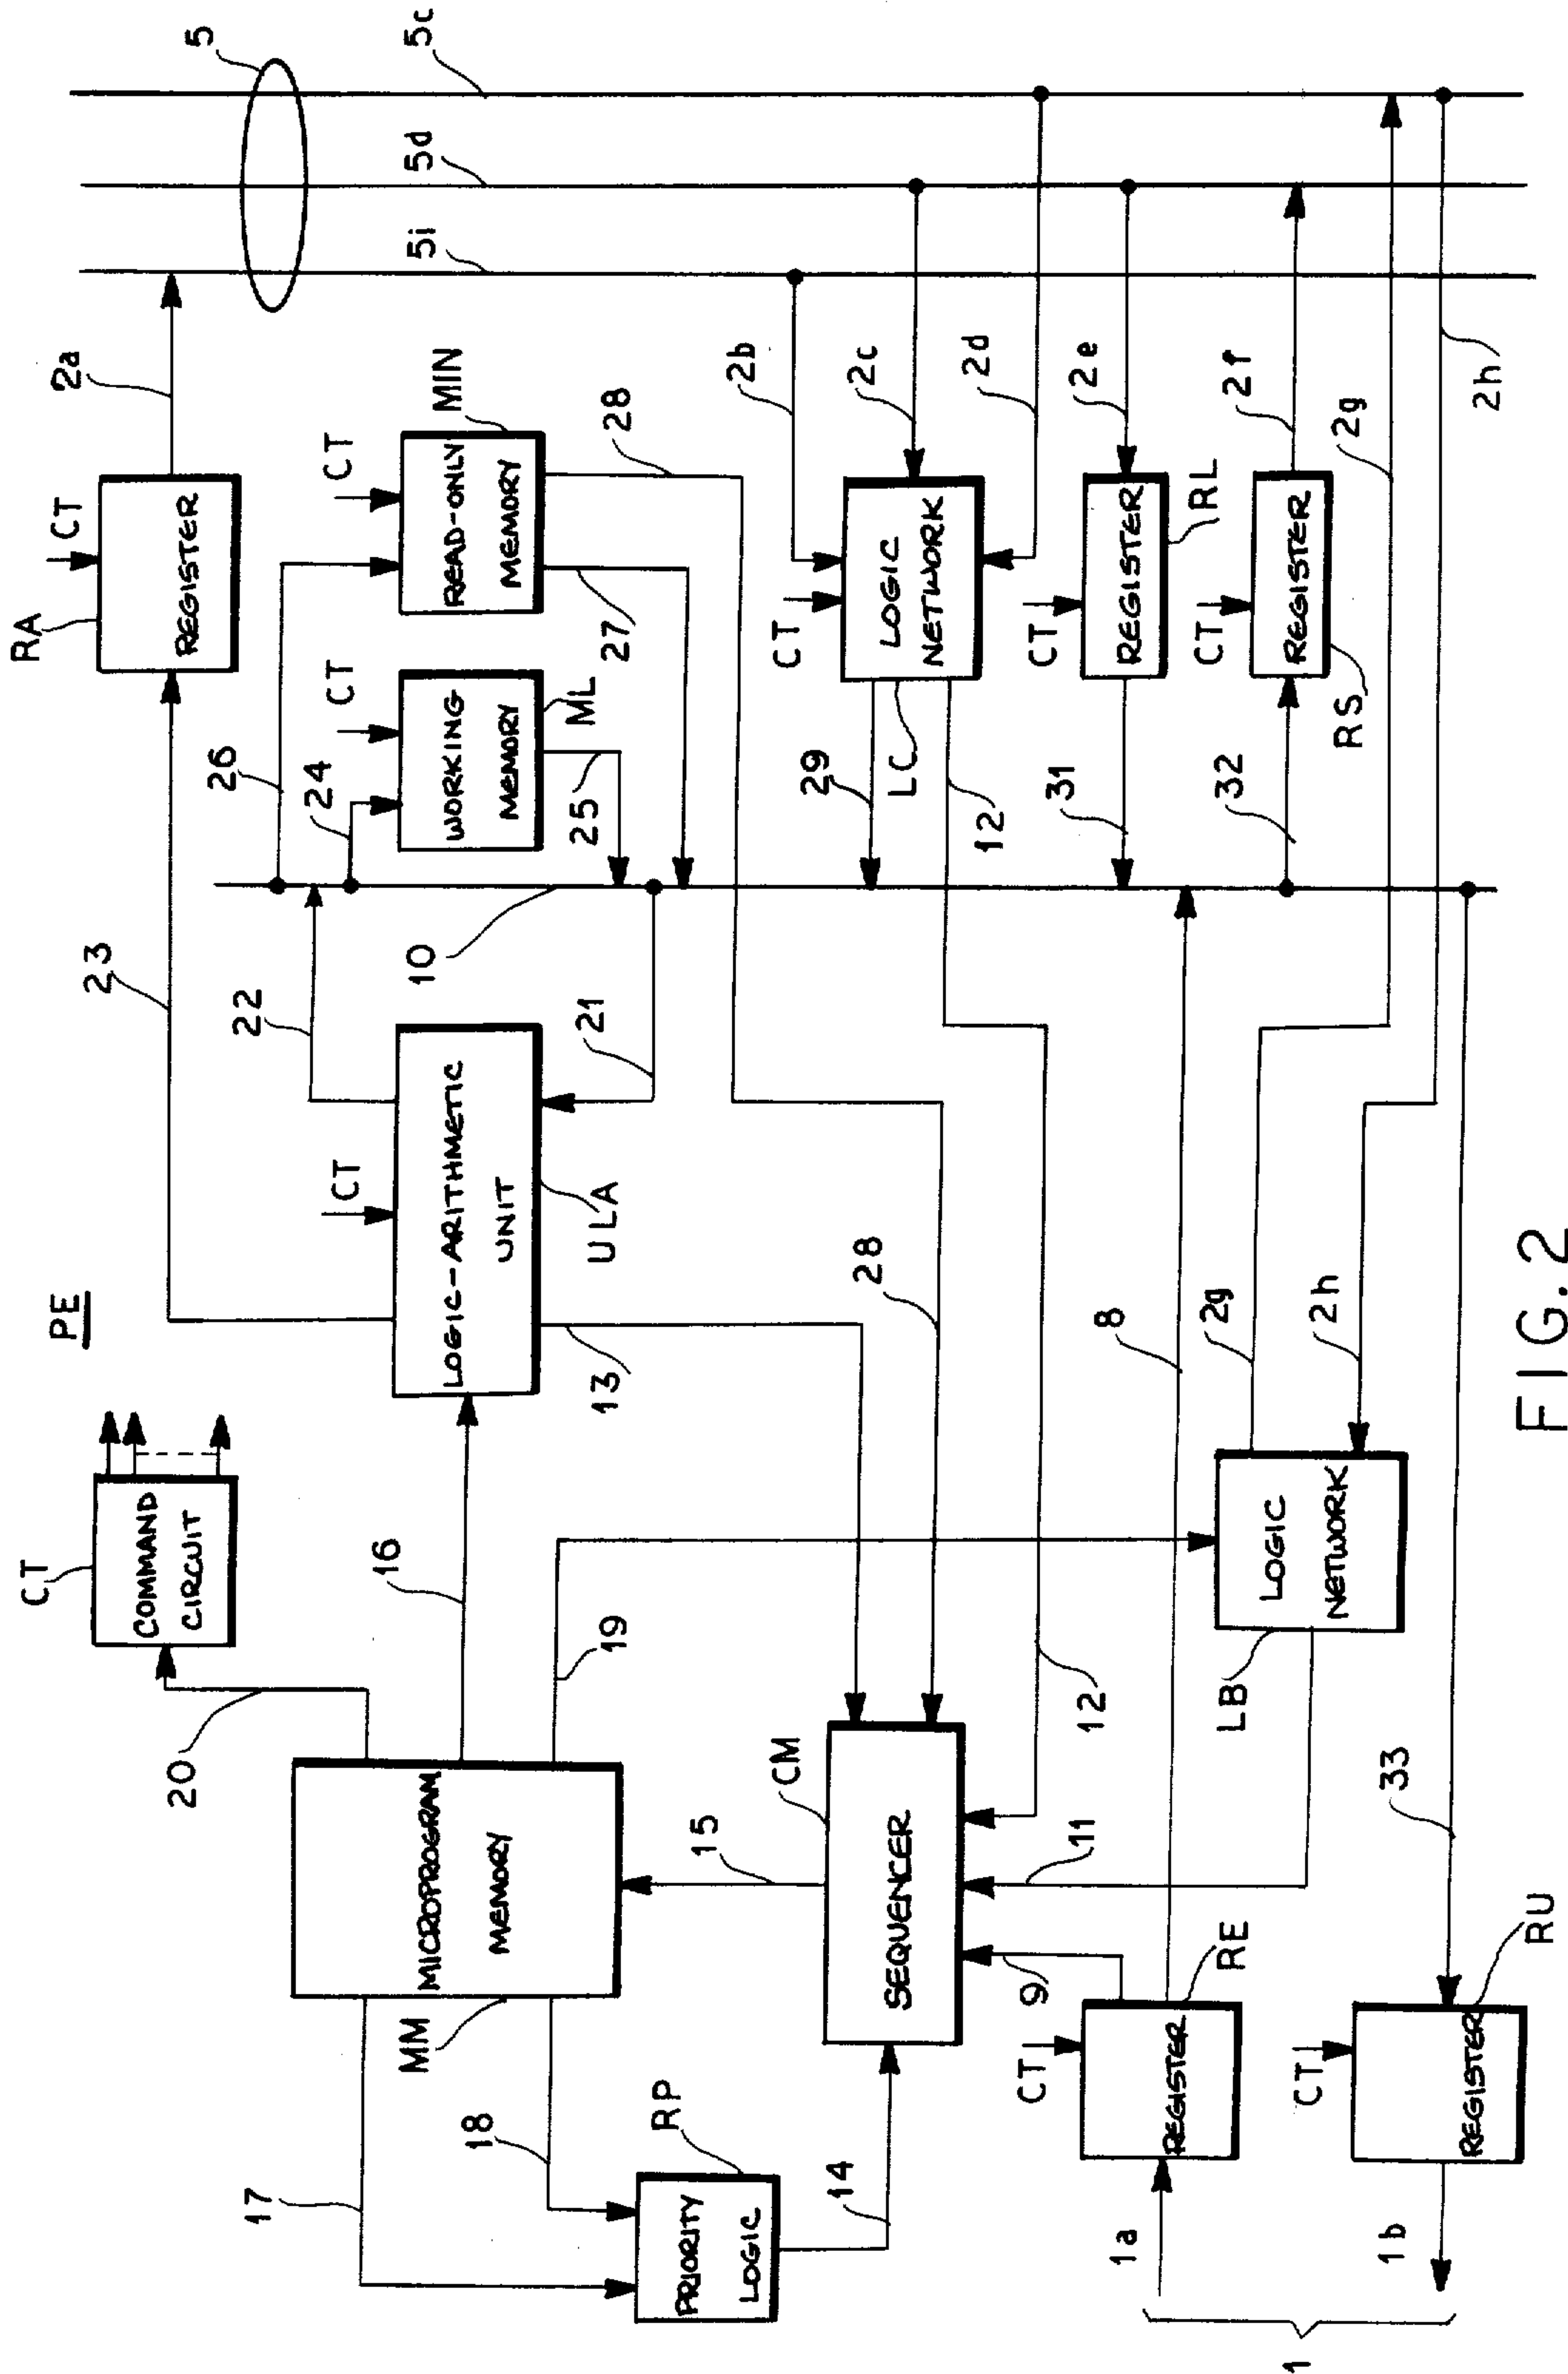 PE
FIG. 2
CT
COMMAND
CIRCUIT
20
RA
CT
REGISTER
23
2a
5
5c
5d
5i
MICROPROGRAM
MEMORY
MM
17
18
16
19
LOGIC-ARITHMETIC
UNIT
CT
ULA
22
21
13
10
26
24
WORKING
MEMORY
CT
ML
25
READ-ONLY
MEMORY
CT
MIN
27
28
28
PRIORITY
LOGIC
RP
14
15
SEQUENCER
CM
9
11
12
12
LOGIC
NETWORK
CT
LC
29
2b
2c
2d
REGISTER
CT
RL
31
2e
REGISTER
CT
RS
32
2f
2g
2g
2h
2h
LOGIC
NETWORK
LB
8
REGISTER
CT
RE
1a
REGISTER
CT
RU
33
1b
1